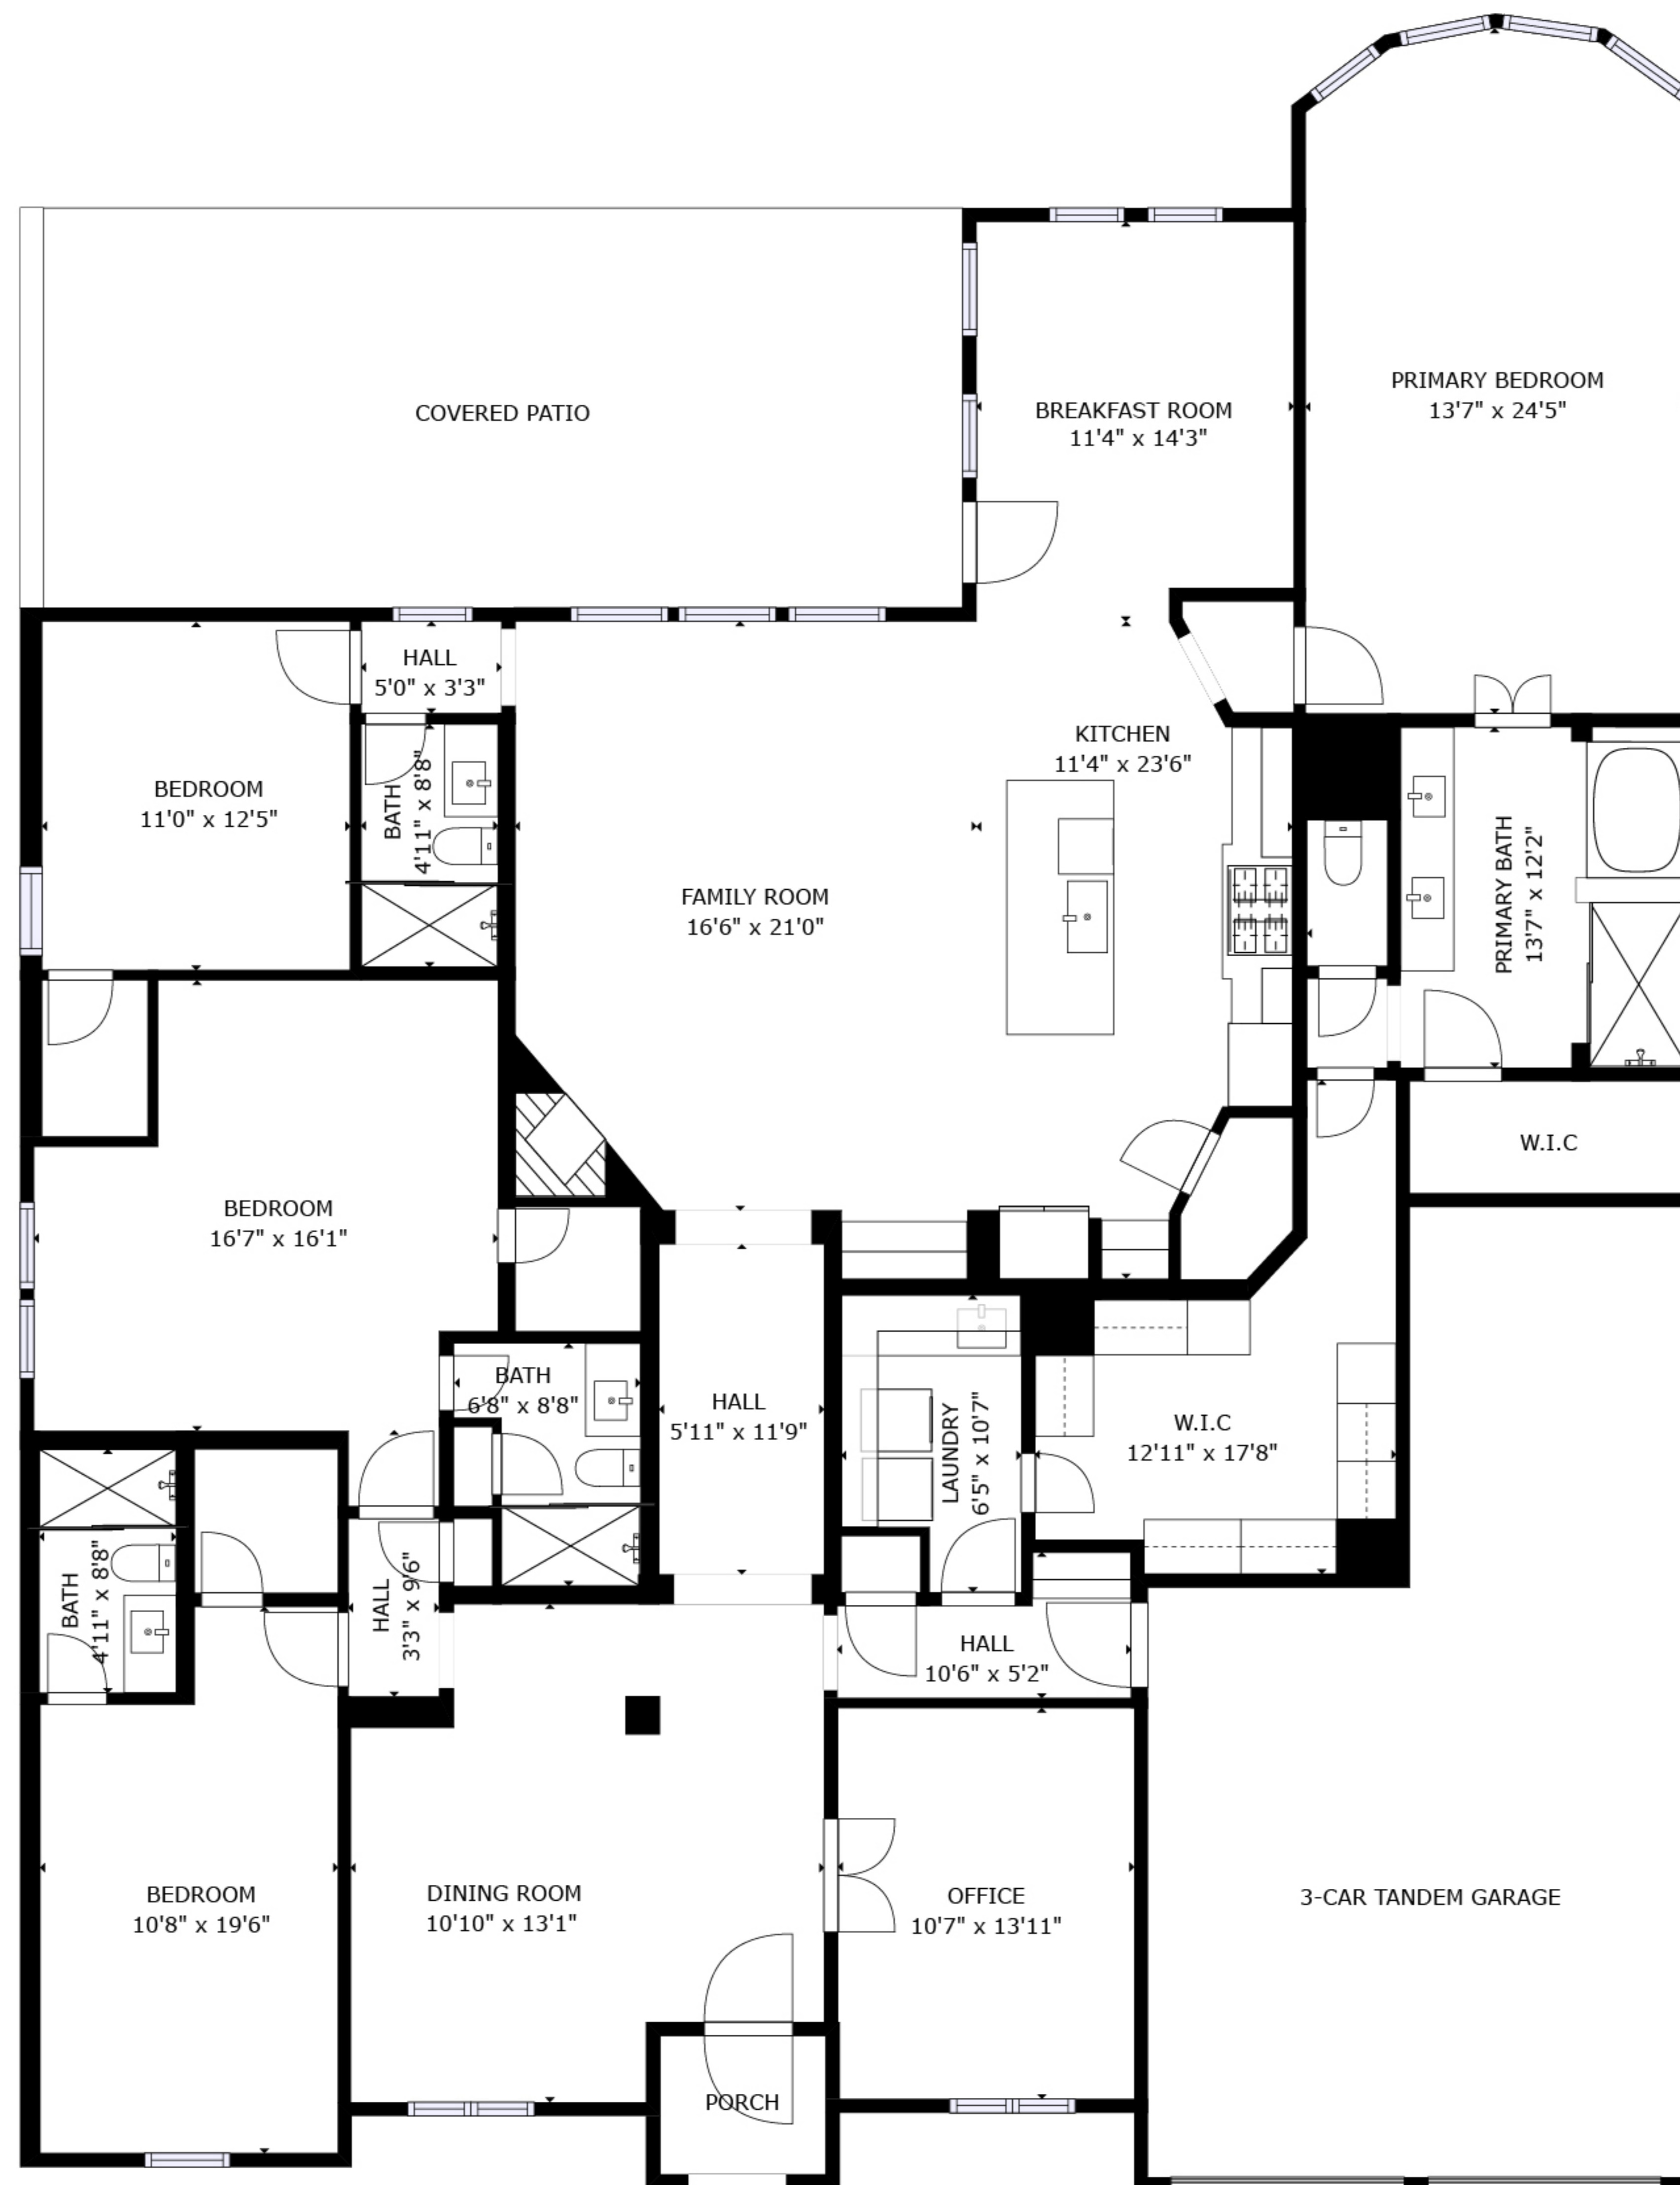 PRIMARY BEDROOM
13'7" x 24'5"
COVERED PATIO
BREAKFAST ROOM
11'4" x 14'3"
HALL
5'0" x 3'3"
KITCHEN
11'4" x 23'6"
BEDROOM
11'0" x 12'5"
BATH
4'11" x 8'8"
FAMILY ROOM
16'6" x 21'0"
PRIMARY BATH
13'7" x 12'2"
W.I.C
BEDROOM
16'7" x 16'1"
BATH
6'8" x 8'8"
HALL
5'11" x 11'9"
LAUNDRY
6'5" x 10'7"
W.I.C
12'11" x 17'8"
BATH
4'11" x 8'8"
HALL
3'3" x 9'6"
HALL
10'6" x 5'2"
BEDROOM
10'8" x 19'6"
DINING ROOM
10'10" x 13'1"
OFFICE
10'7" x 13'11"
3-CAR TANDEM GARAGE
PORCH